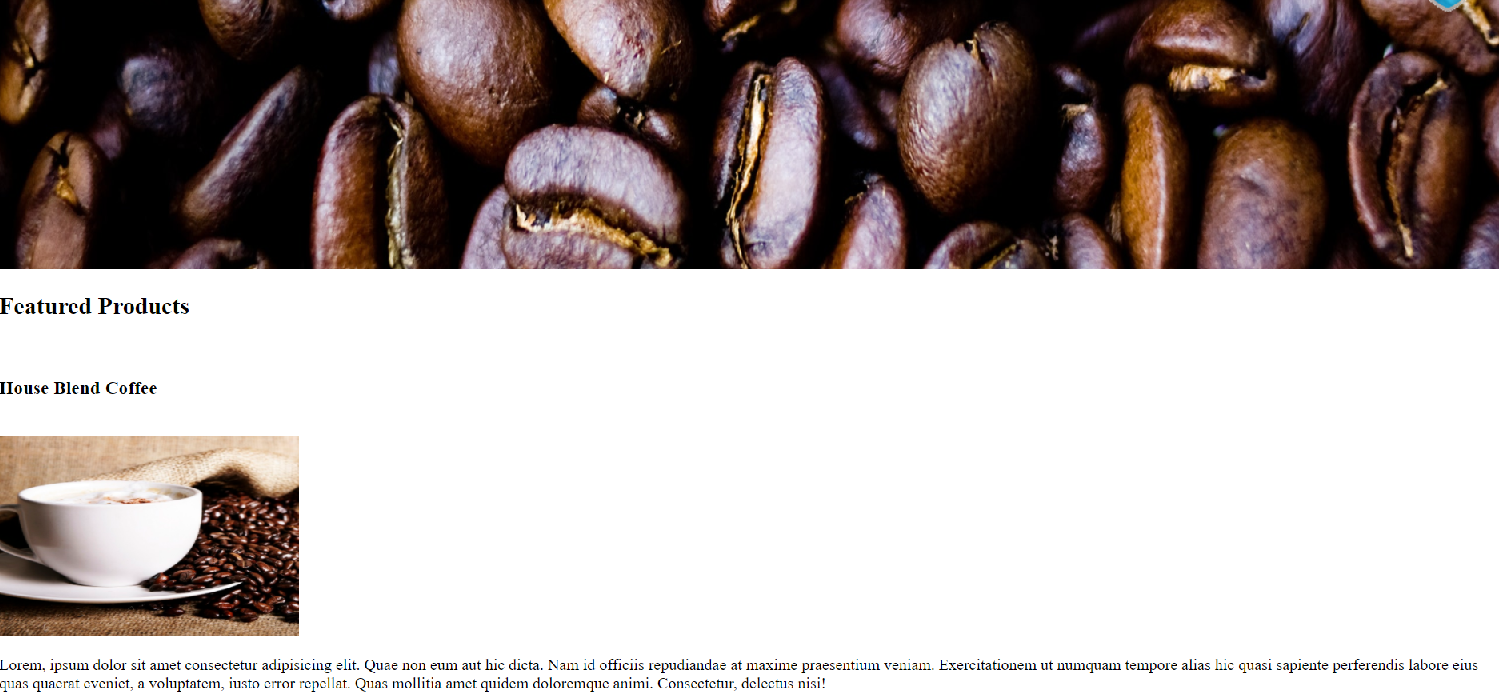 Featured Products
House Blend Coffee
Lorem, ipsum dolor sit amet consectetur adipisicing elit. Quae non eum aut hic dicta. Nam id officiis repudiandae at maxime praesentium veniam. Exercitationem ut numquam tempore alias hic quasi sapiente perferendis labore eius
quas quaerat eveniet, a voluptatem, iusto error repellat. Quas mollitia amet quidem doloremque animi. Consectetur, delectus nisi!